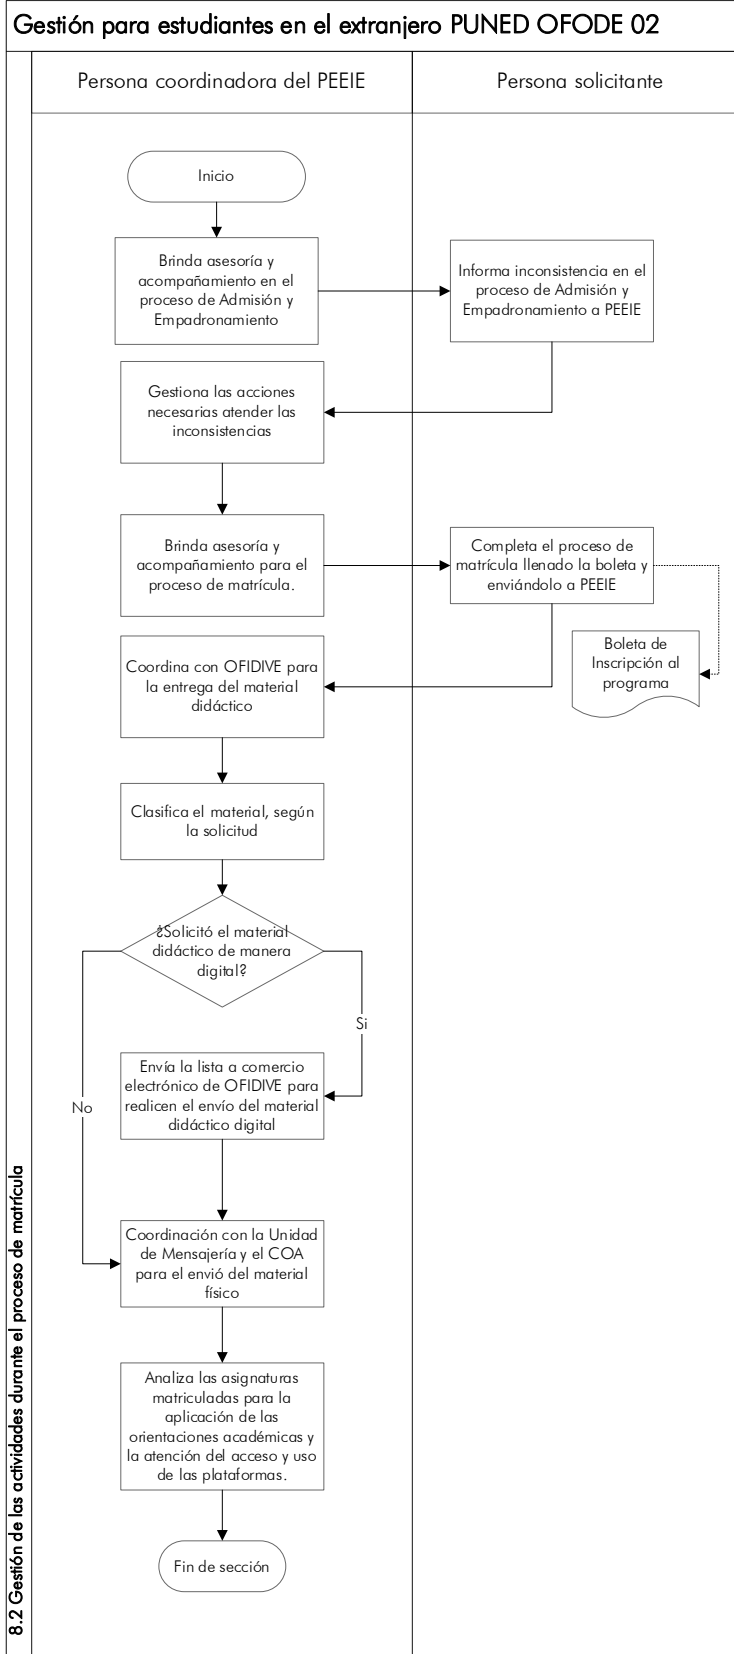 Gestión para estudiantes en el extranjero PUNED OFODE 02
Persona coordinadora del PEEIE
Persona solicitante
8.2 Gestión de las actividades durante el proceso de matrícula
Inicio
Brinda asesoría y
acompañamiento en el
proceso de Admisión y
Empadronamiento
Informa inconsistencia en el
proceso de Admisión y
Empadronamiento a PEEIE
Gestiona las acciones
necesarias atender las
inconsistencias
Brinda asesoría y
acompañamiento para el
proceso de matrícula.
Completa el proceso de
matrícula llenado la boleta y
enviándolo a PEEIE
Boleta de
Inscripción al
programa
Coordina con OFIDIVE para
la entrega del material
didáctico
Clasifica el material, según
la solicitud
¿Solicitó el material
didáctico de manera
digital?
Si
No
Envía la lista a comercio
electrónico de OFIDIVE para
realicen el envío del material
didáctico digital
Coordinación con la Unidad
de Mensajería y el COA
para el envió del material
físico
Analiza las asignaturas
matriculadas para la
aplicación de las
orientaciones académicas y
la atención del acceso y uso
de las plataformas.
Fin de sección